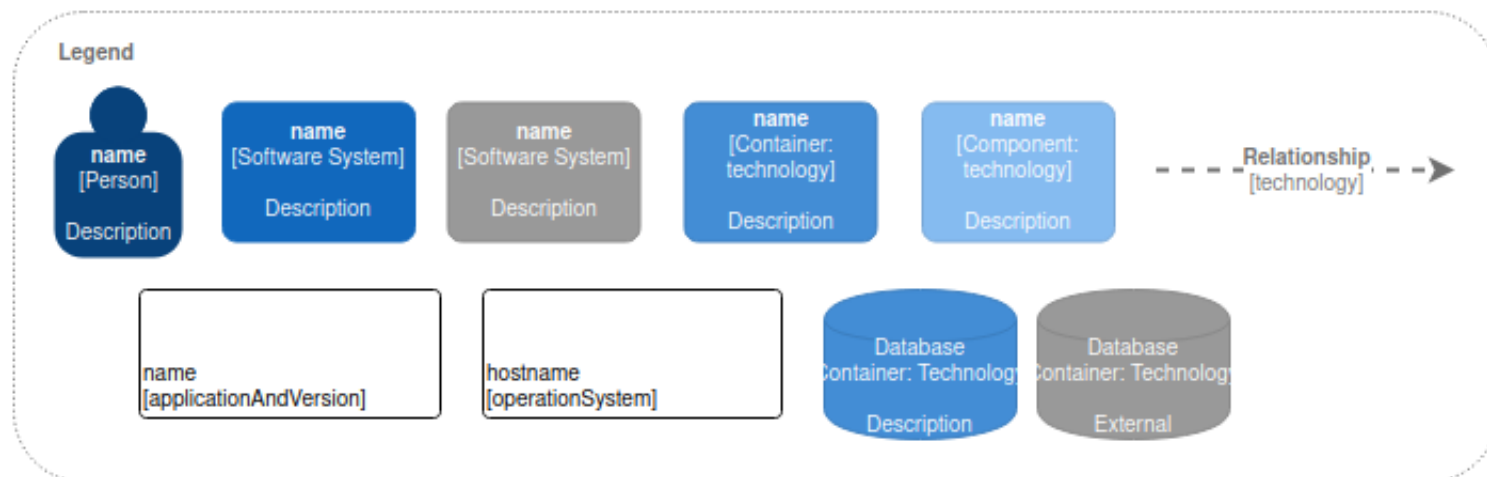 Legend
name
[Person]
Description
name
[Software System]
Description
name
[Software System]
Description
name
[Container:
technology]
Description
name
[Component:
technology]
Description
Relationship
[technology]
name
[applicationAndVersion]
hostname
[operationSystem]
Database
Container: Technology
Description
Database
Container: Technology
External